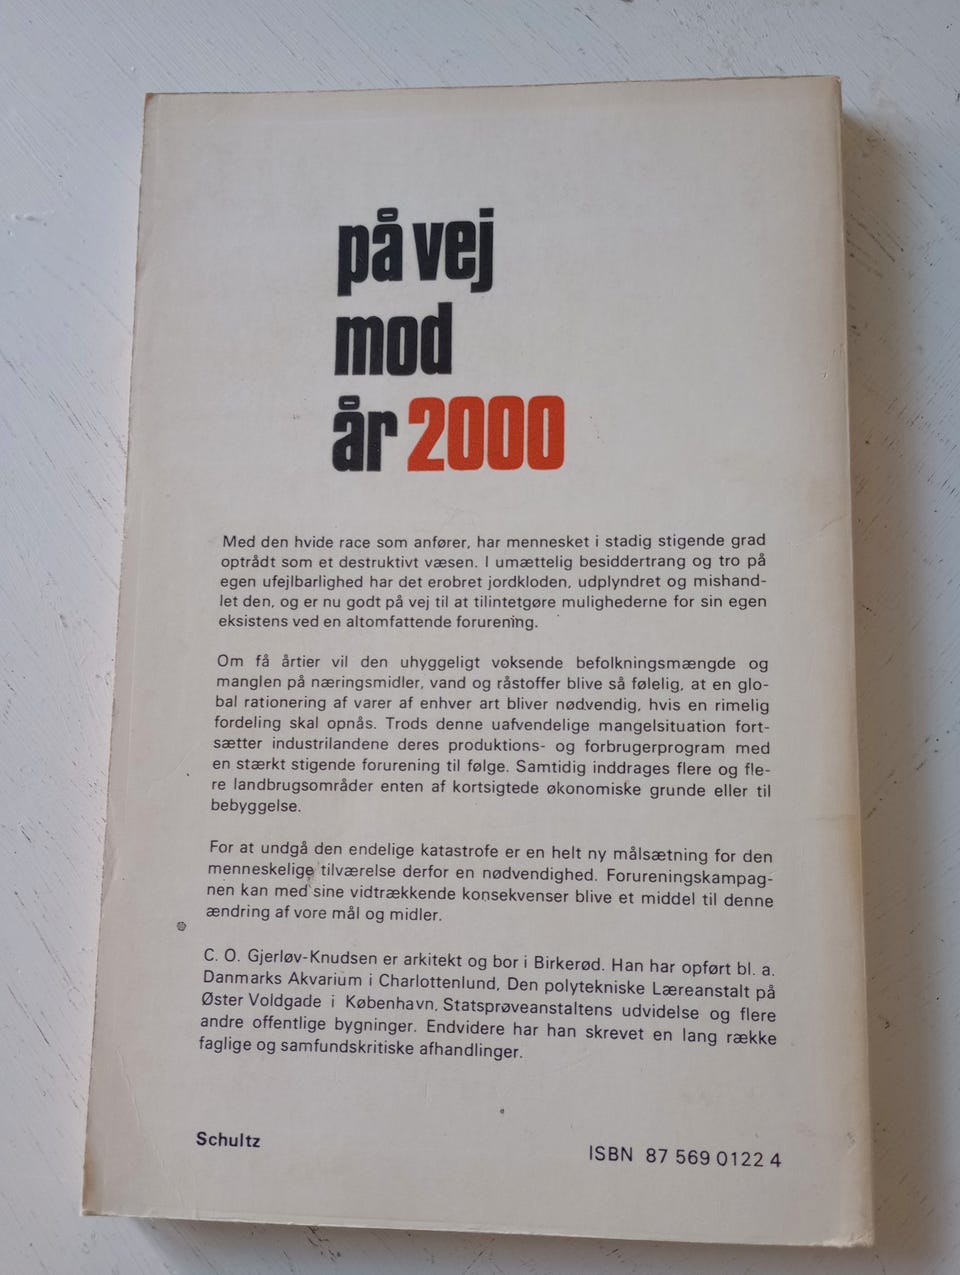 på vej
mod
år 2000
Med den hvide race som anfører, har mennesket i stadig stigende grad
optrådt som et destruktivt væsen. I umættelig besiddertrang og tro på
egen ufejlbarlighed har det erobret jordkloden, udplyndret og mishand-
let den, og er nu godt på vej til at tilintetgøre mulighederne for sin egen
eksistens ved en altomfattende forurening.
Om få årtier vil den uhyggeligt voksende befolkningsmængde og
manglen på næringsmidler, vand og råstoffer blive så følelig, at en glo-
bal rationering af varer af enhver art bliver nødvendig, hvis en rimelig
fordeling skal opnås. Trods denne uafvendelige mangelsituation fort-
sætter industrilandene deres produktions- og forbrugerprogram med
en stærkt stigende forurening til følge. Samtidig inddrages flere og fle-
re landbrugsområder enten af kortsigtede økonomiske grunde eller til
bebyggelse.
For at undgå den endelige katastrofe er en helt ny målsætning for den
menneskelige tilværelse derfor en nødvendighed. Forureningskampag-
nen kan med sine vidtrækkende konsekvenser blive et middel til denne
ændring af vore mål og midler.
C. O. Gjerløv-Knudsen er arkitekt og bor i Birkerød. Han har opført bl. a.
Danmarks Akvarium i Charlottenlund, Den polytekniske Læreanstalt på
Øster Voldgade i København, Statsprøveanstaltens udvidelse og flere
andre offentlige bygninger. Endvidere har han skrevet en lang række
faglige og samfundskritiske afhandlinger.
Schultz
ISBN 87 569 0122 4